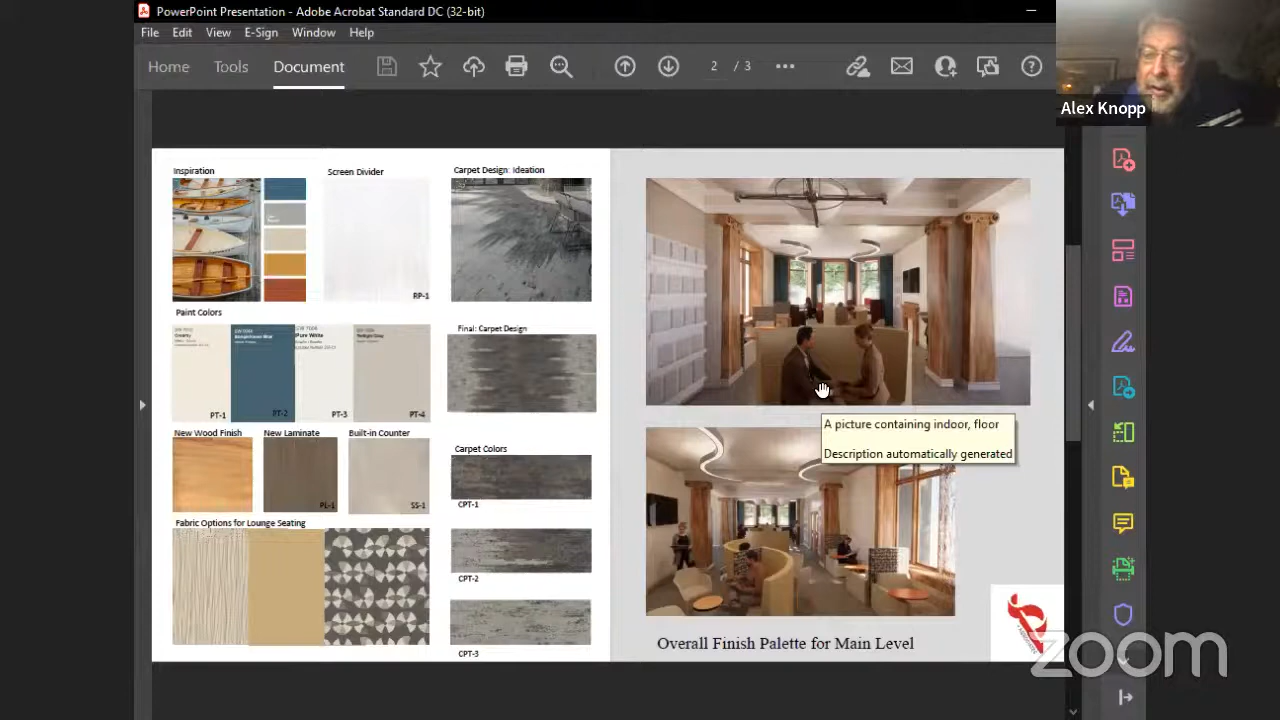 PowerPoint Presentation - Adobe Acrobat Standard DC (32-bit)
File Edit View E-Sign Window Help
Home Tools Document
2 / 3
Alex Knopp
Inspiration
Screen Divider
Carpet Design: Ideation
RP-1
Paint Colors
Final: Carpet Design
Creamy
Pure White
PT-1
PT-2
PT-3
PT-4
New Wood Finish
New Laminate
Built-in Counter
PL-1
SS-1
Carpet Colors
CPT-1
Fabric Options for Lounge Seating
CPT-2
CPT-3
A picture containing indoor, floor
Description automatically generated
Overall Finish Palette for Main Level
zoom